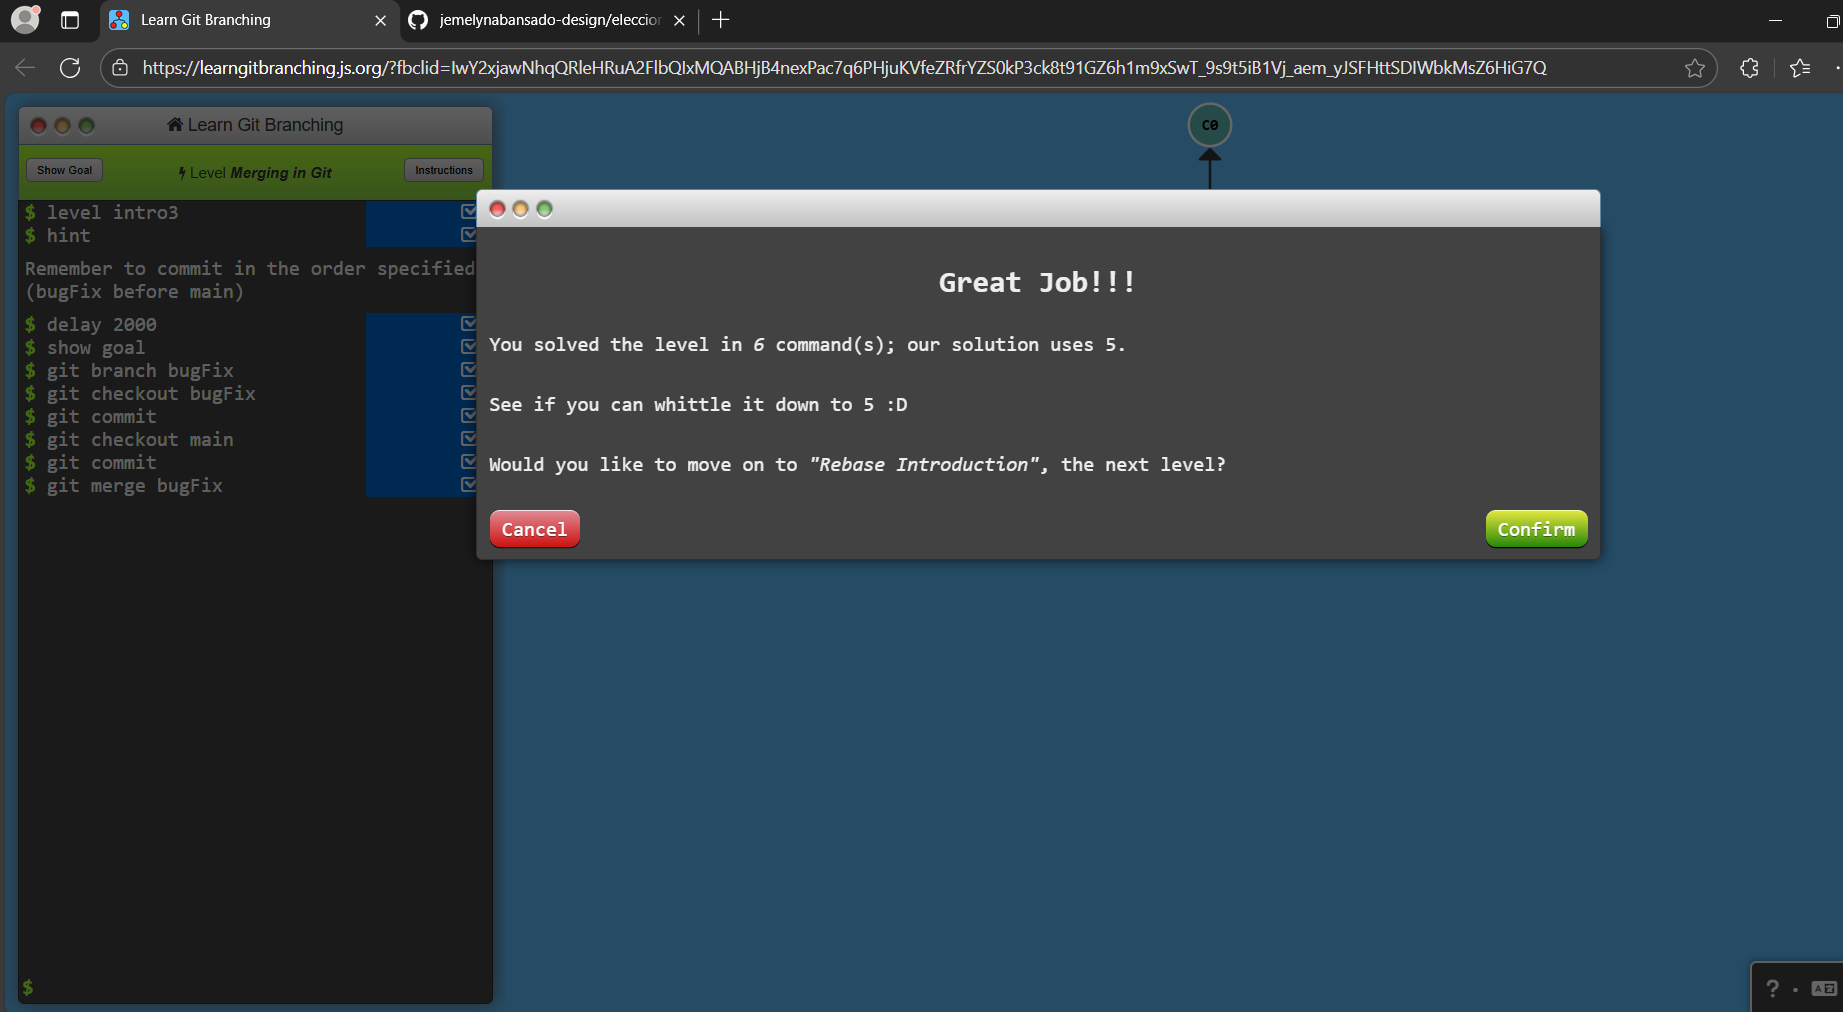 Learn Git Branching
jemelynabansado-design/eleccion
https://learngitbranching.js.org/?fbclid=IwY2xjawNhqQRleHRuA2FlbQIxMQABHjB4nexPac7q6PHjuKVfeZRfrYZS0kP3ck8t91GZ6h1m9xSwT_9s9t5iB1Vj_aem_yJSFHttSDlWbkMsZ6HiG7Q
Learn Git Branching
Show Goal
Level Merging in Git
Instructions
$ level intro3
$ hint
Remember to commit in the order specified
(bugFix before main)
$ delay 2000
$ show goal
$ git branch bugFix
$ git checkout bugFix
$ git commit
$ git checkout main
$ git commit
$ git merge bugFix
$
C0
Great Job!!!
You solved the level in 6 command(s); our solution uses 5.
See if you can whittle it down to 5 :D
Would you like to move on to "Rebase Introduction", the next level?
Cancel
Confirm
?